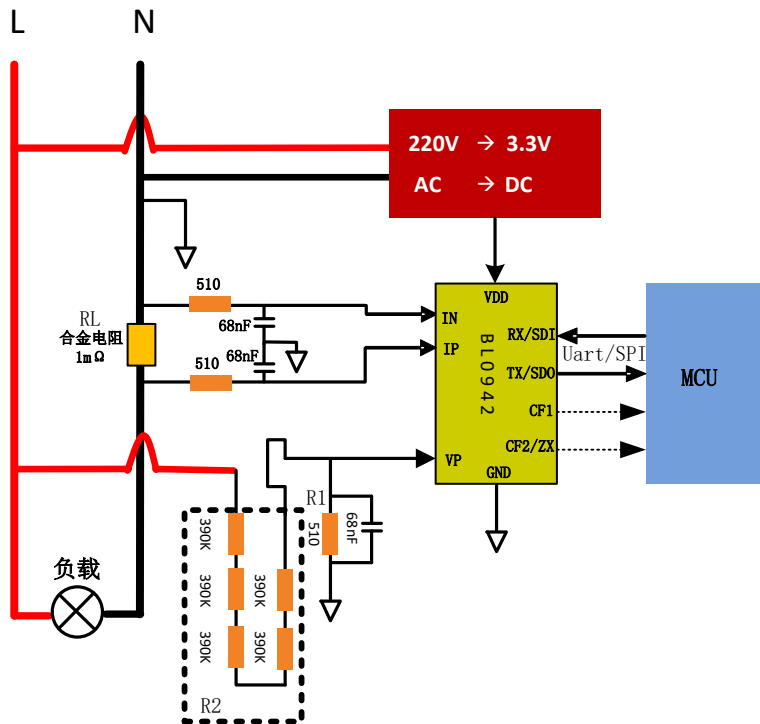 L N
220V → 3.3V
AC → DC
510
RL
合金电阻
1mΩ
68nF
68nF
510
VDD
IN
IP
BL0942
RX/SDI
TX/SDO
CF1
CF2/ZX
VP
GND
Uart/SPI
MCU
R1
510
68nF
390K
390K
390K
390K
390K
R2
负载